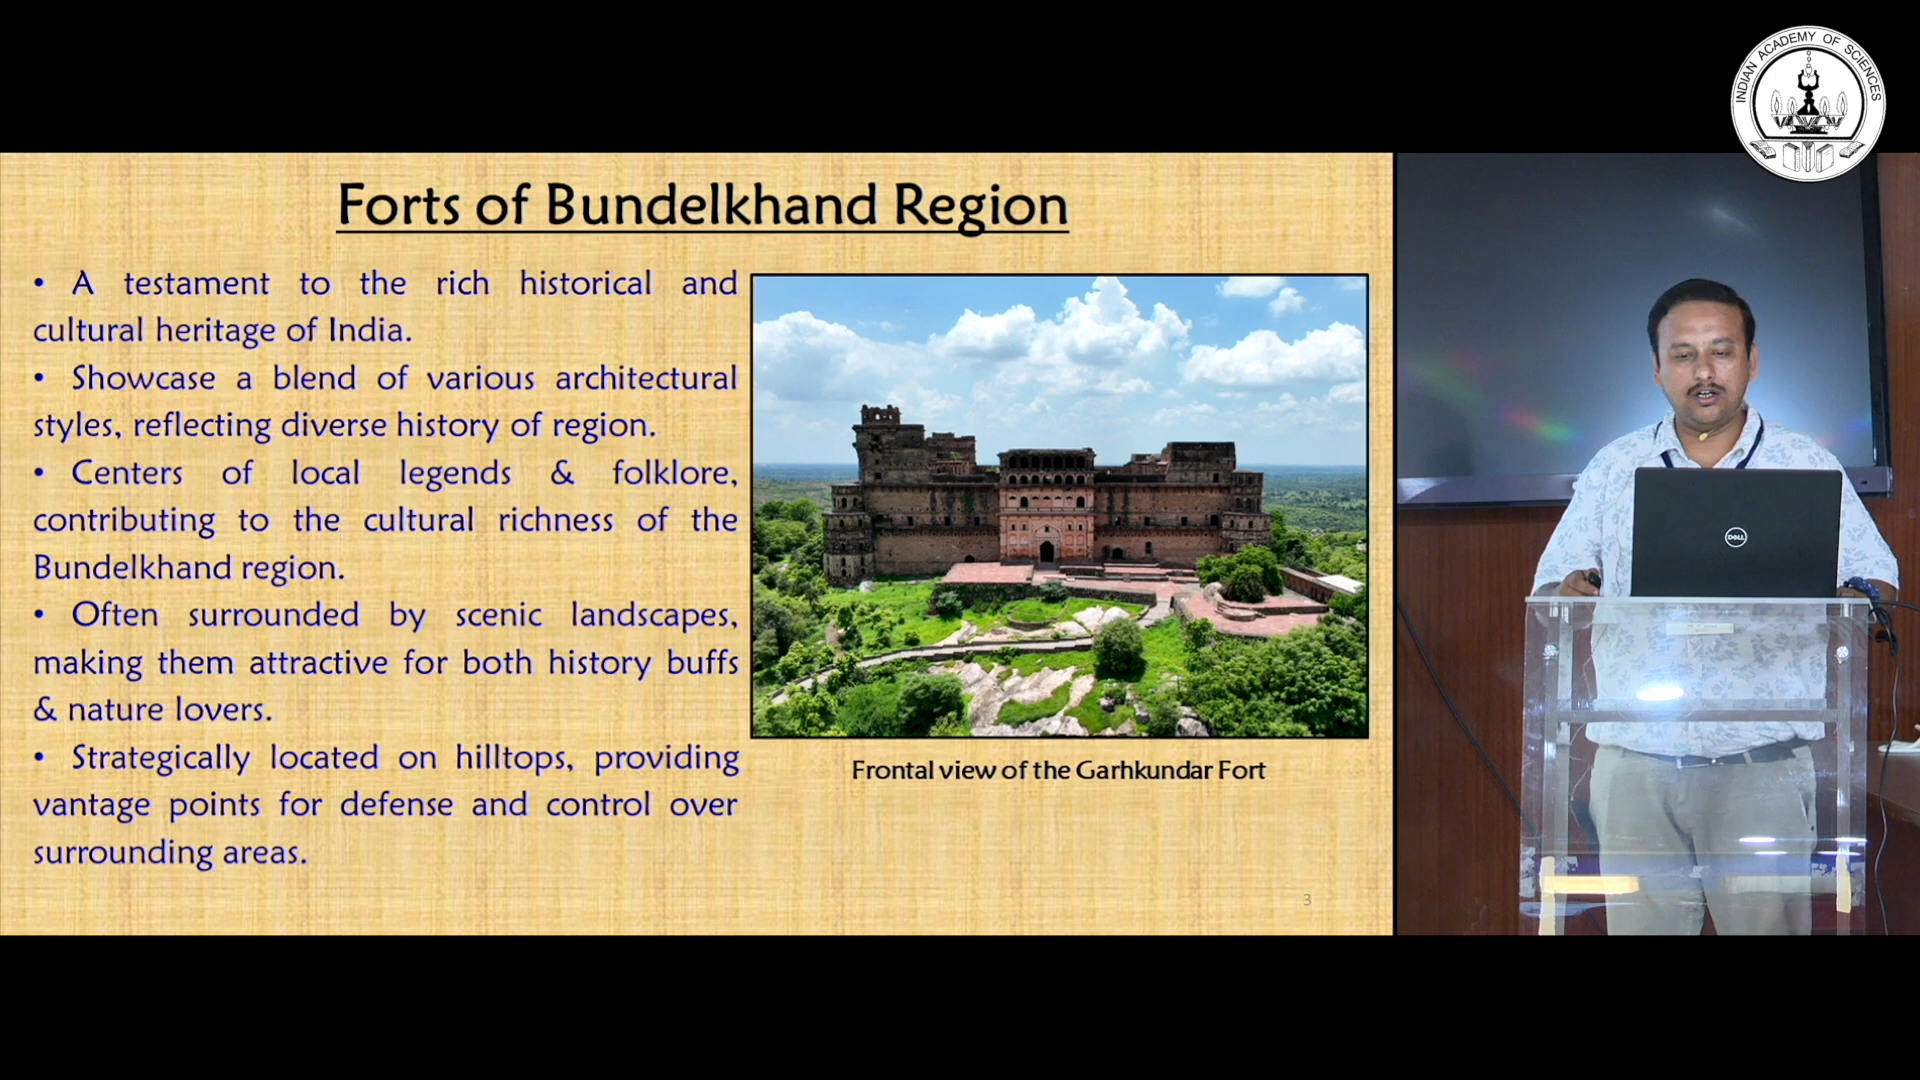 INDIAN ACADEMY OF SCIENCES
Forts of Bundelkhand Region
• A testament to the rich historical and
cultural heritage of India.
• Showcase a blend of various architectural
styles, reflecting diverse history of region.
• Centers of local legends & folklore,
contributing to the cultural richness of the
Bundelkhand region.
• Often surrounded by scenic landscapes,
making them attractive for both history buffs
& nature lovers.
• Strategically located on hilltops, providing
vantage points for defense and control over
surrounding areas.
Frontal view of the Garhkundar Fort
3
DELL